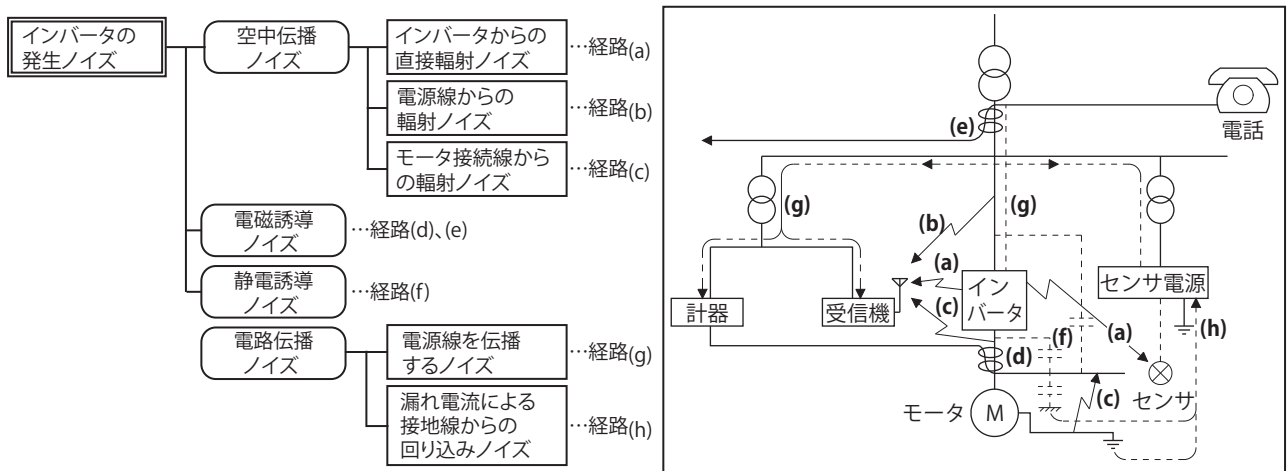 インバータの
発生ノイズ
空中伝播
ノイズ
インバータからの
直接輻射ノイズ
…経路(a)
電源線からの
輻射ノイズ
…経路(b)
モータ接続線から
の輻射ノイズ
…経路(c)
電磁誘導
ノイズ
…経路(d)、(e)
静電誘導
ノイズ
…経路(f)
電路伝播
ノイズ
電源線を伝播
するノイズ
…経路(g)
漏れ電流による
接地線からの
回り込みノイズ
…経路(h)
電話
(e)
(g)
(g)
(b)
(a)
(c)
イン
バータ
センサ電源
計器
受信機
(h)
(f)
(a)
(d)
センサ
(c)
モータ
M